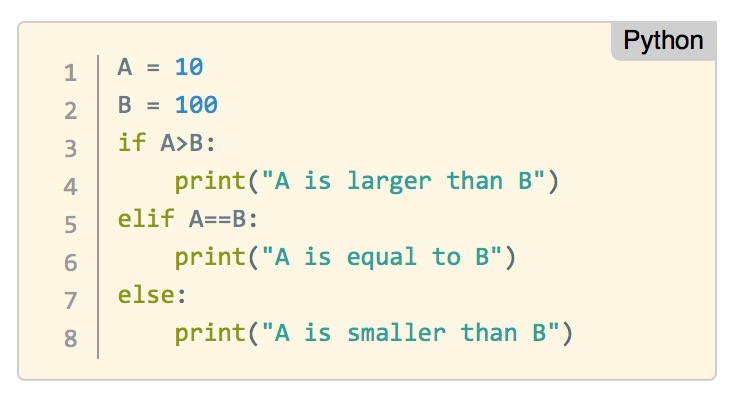 Python
1 A = 10
2 B = 100
3 if A>B:
4     print("A is larger than B")
5 elif A==B:
6     print("A is equal to B")
7 else:
8     print("A is smaller than B")